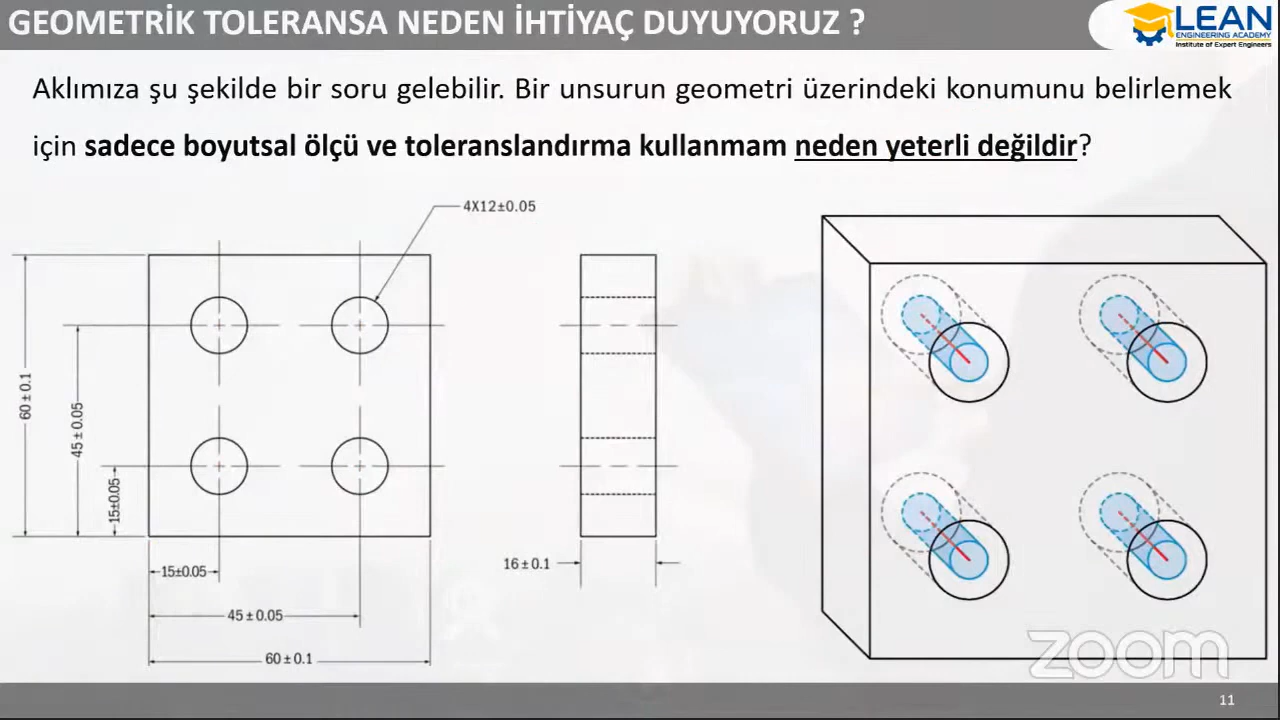 GEOMETRİK TOLERANSA NEDEN İHTİYAÇ DUYUYORUZ ?
LEAN
ENGINEERING ACADEMY
Institute of Expert Engineers
Aklımıza şu şekilde bir soru gelebilir. Bir unsurun geometri üzerindeki konumunu belirlemek
için sadece boyutsal ölçü ve toleranslandırma kullanmam neden yeterli değildir?
4X12±0.05
60±0.1
45±0.05
15±0.05
16±0.1
15±0.05
45±0.05
60±0.1
zoom
11